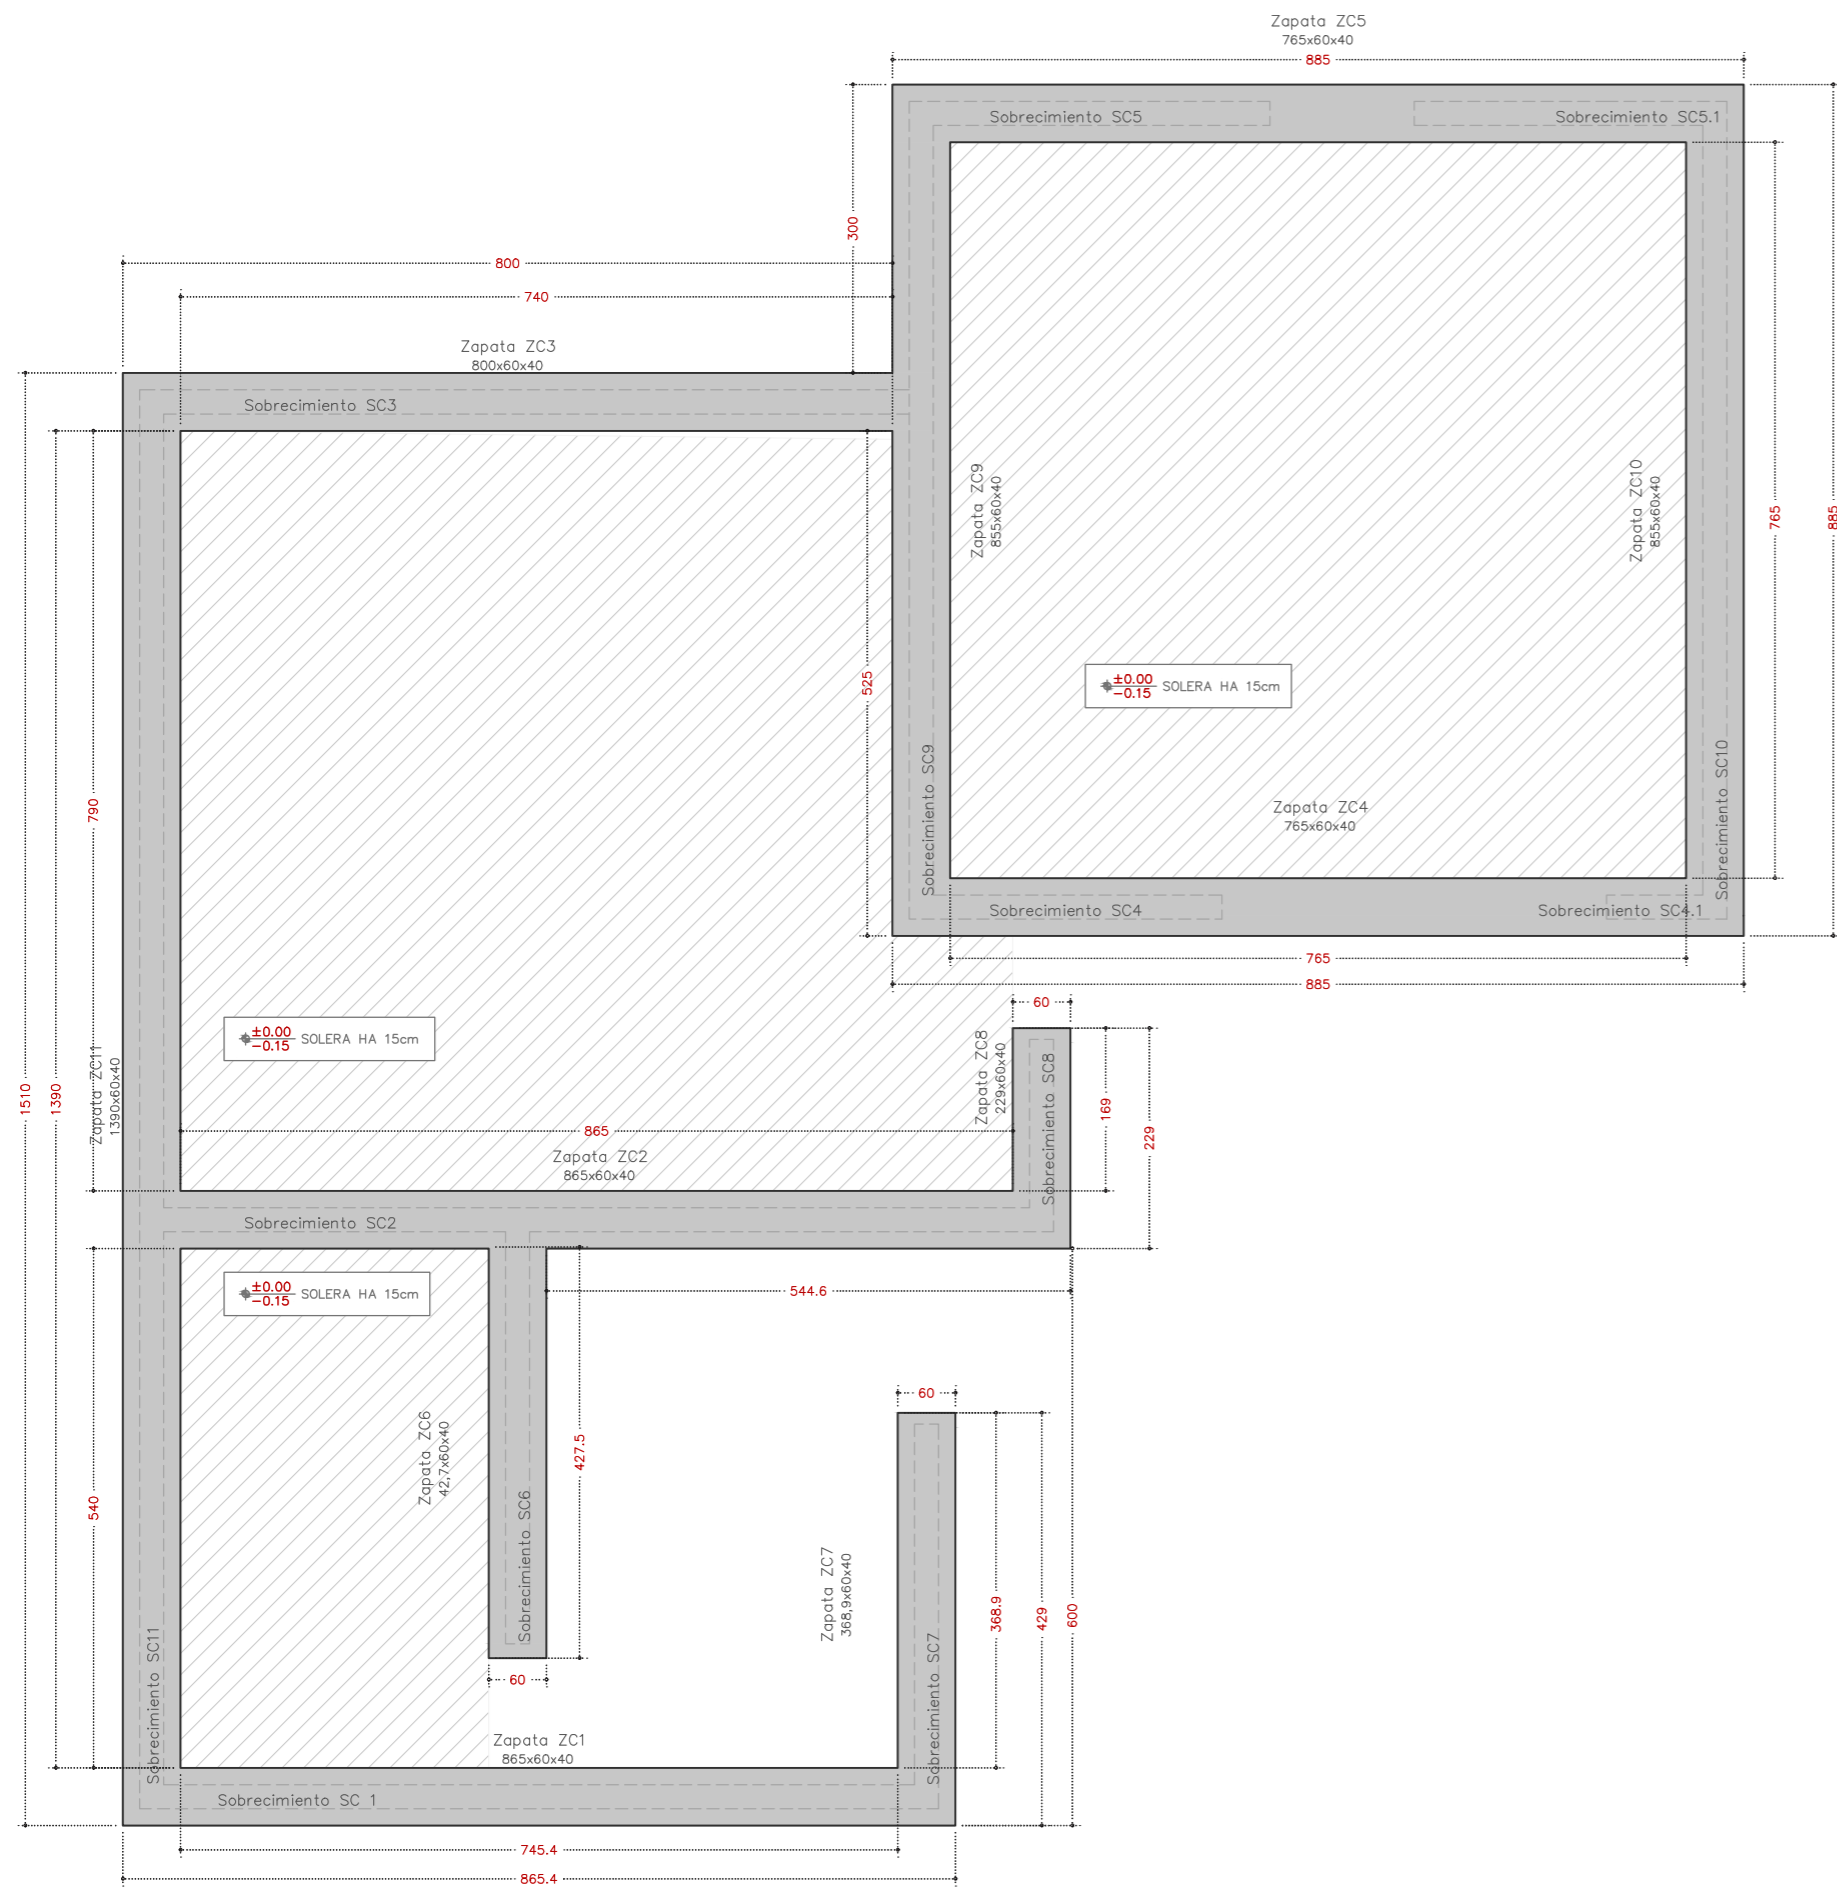 Zapata ZC5
765x60x40
885
Sobrecimiento SC5
Sobrecimiento SC5.1
300
800
740
Zapata ZC3
800x60x40
Sobrecimiento SC3
Zapata ZC9
855x60x40
Zapata ZC10
855x60x40
765
885
525
±0.00
-0.15
SOLERA HA 15cm
Sobrecimiento SC9
Sobrecimiento SC10
Zapata ZC4
765x60x40
790
Sobrecimiento SC4
Sobrecimiento SC4.1
765
885
60
±0.00
-0.15
SOLERA HA 15cm
Zapata ZC8
229x60x40
Sobrecimiento SC8
1510
1390
Zapata ZC11
1390x60x40
169
229
865
Zapata ZC2
865x60x40
Sobrecimiento SC2
±0.00
-0.15
SOLERA HA 15cm
544.6
60
Zapata ZC6
42,7x60x40
427.5
540
Sobrecimiento SC6
Zapata ZC7
368,9x60x40
368.9
429
600
Sobrecimiento SC11
Sobrecimiento SC7
60
Zapata ZC1
865x60x40
Sobrecimiento SC 1
745.4
865.4